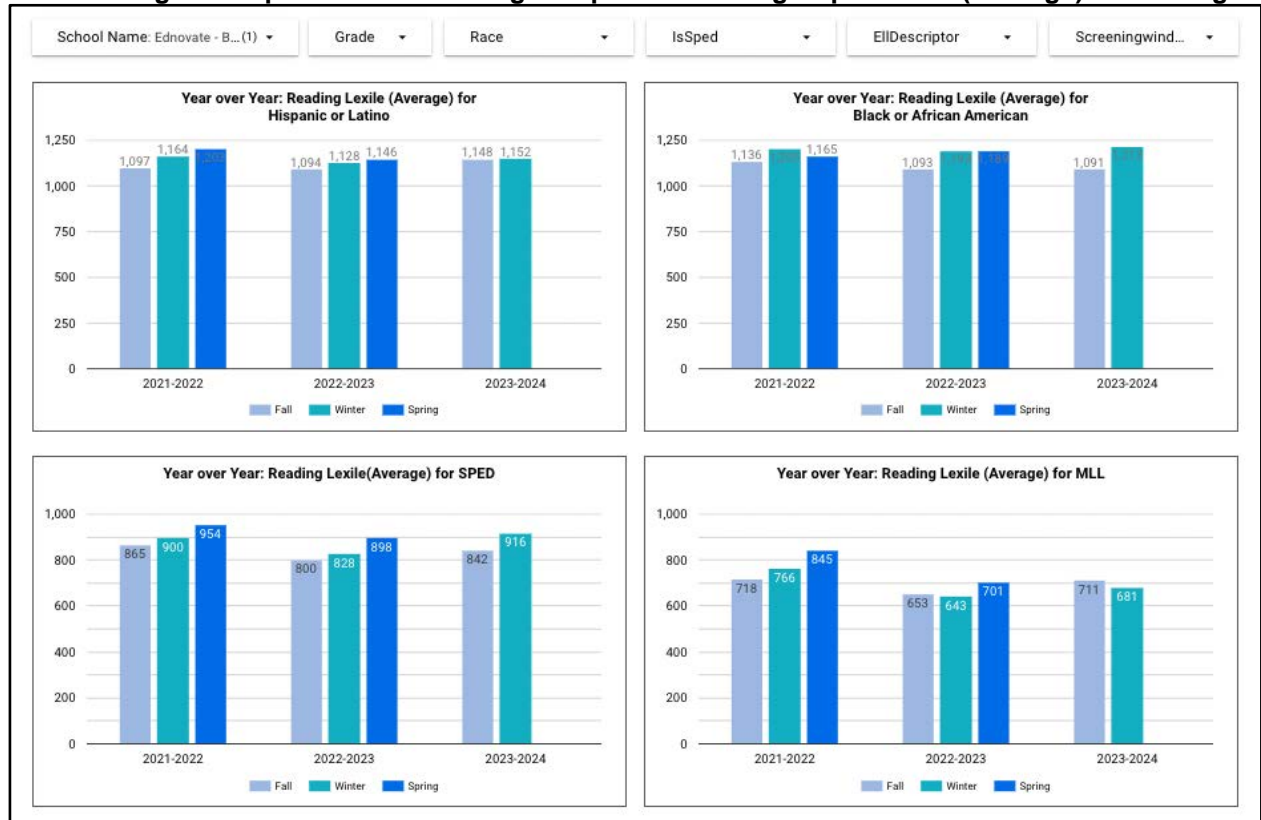 School Name: Ednovate - B... (1)
Grade
Race
IsSped
EllDescriptor
Screeningwind...
Year over Year: Reading Lexile (Average) for
Hispanic or Latino
1,250
1,000
750
500
250
0
1,097
1,164
1,203
1,094
1,128
1,146
1,148
1,152
2021-2022
2022-2023
2023-2024
Fall
Winter
Spring
Year over Year: Reading Lexile (Average) for
Black or African American
1,250
1,000
750
500
250
0
1,136
1,165
1,093
1,189
1,091
2021-2022
2022-2023
2023-2024
Fall
Winter
Spring
Year over Year: Reading Lexile(Average) for SPED
1,000
800
600
400
200
0
865
900
954
800
828
898
842
916
2021-2022
2022-2023
2023-2024
Fall
Winter
Spring
Year over Year: Reading Lexile (Average) for MLL
1,000
800
600
400
200
0
718
766
845
653
643
701
711
681
2021-2022
2022-2023
2023-2024
Fall
Winter
Spring